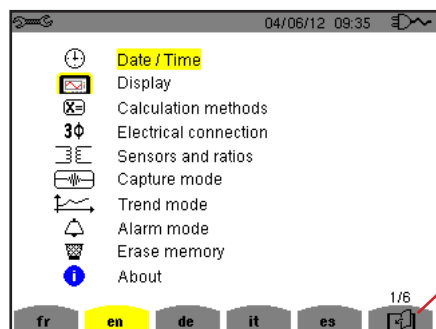 04/06/12 09:35
Date / Time
Display
X= Calculation methods
3Φ Electrical connection
Sensors and ratios
Capture mode
Trend mode
Alarm mode
Erase memory
i About
1/6
fr en de it es